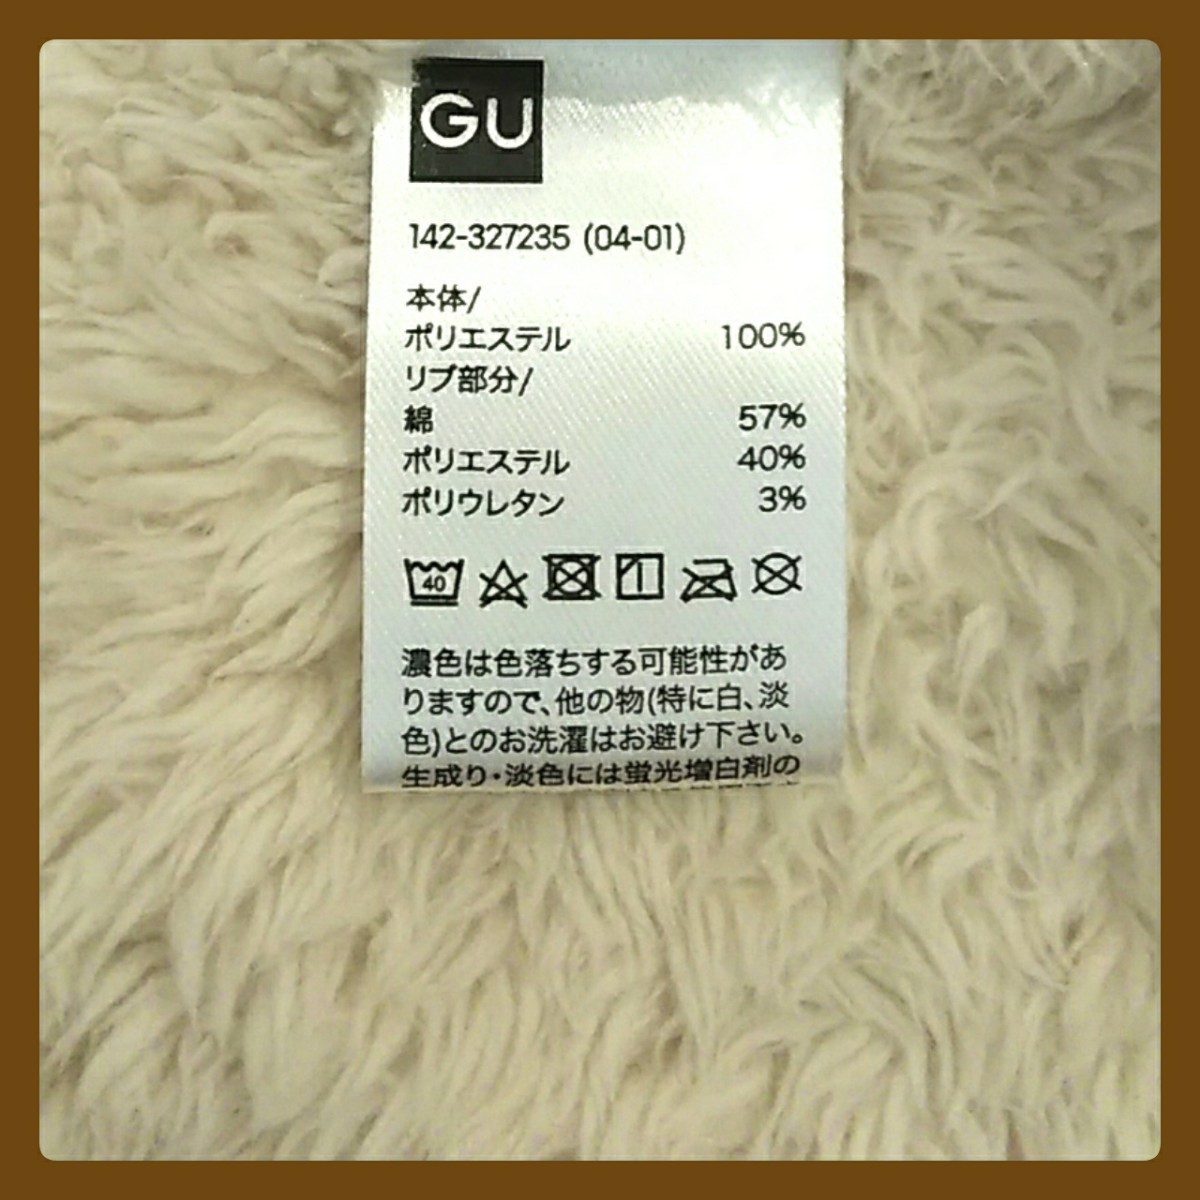 GU
142-327235 (04-01)
本体/
ポリエステル 100%
リブ部分/
綿 57%
ポリエステル 40%
ポリウレタン 3%
40
濃色は色落ちする可能性があ
りますので、他の物(特に白、淡
色)とのお洗濯はお避け下さい。
生成り・淡色には蛍光増白剤の